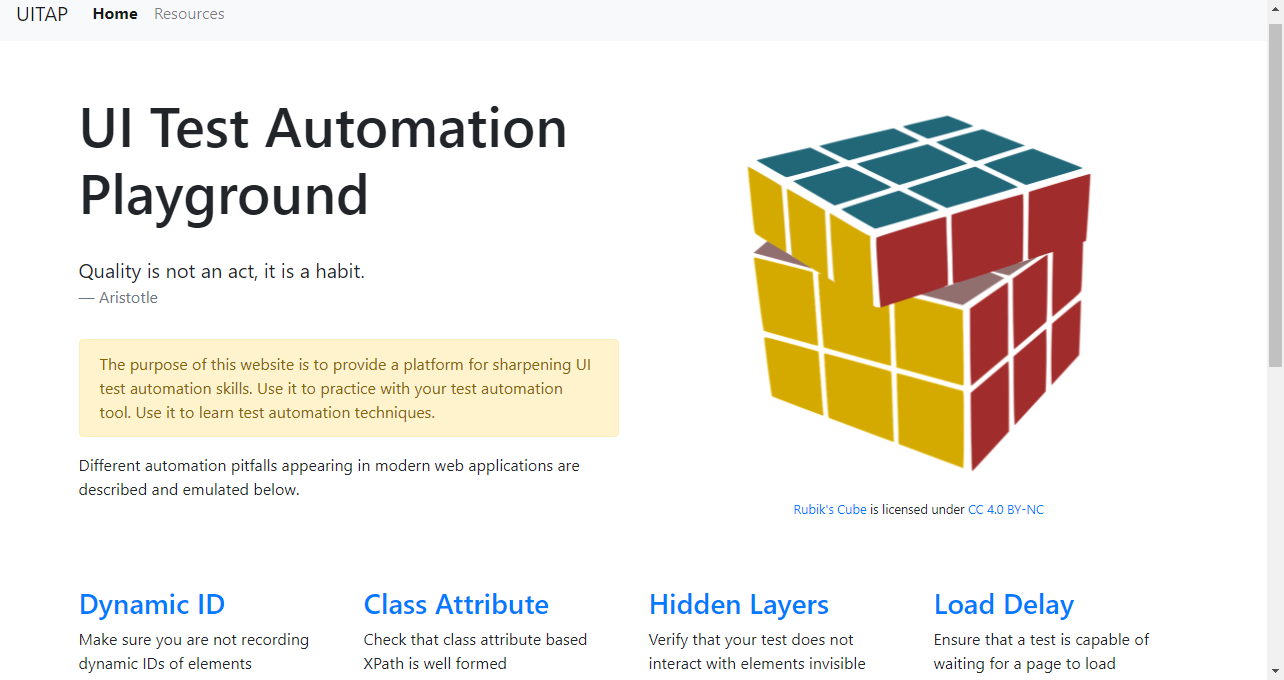 UITAP Home Resources
UI Test Automation
Playground
Quality is not an act, it is a habit.
— Aristotle
The purpose of this website is to provide a platform for sharpening UI
test automation skills. Use it to practice with your test automation
tool. Use it to learn test automation techniques.
Different automation pitfalls appearing in modern web applications are
described and emulated below.
Rubik's Cube is licensed under CC 4.0 BY-NC
Dynamic ID
Make sure you are not recording
dynamic IDs of elements
Class Attribute
Check that class attribute based
XPath is well formed
Hidden Layers
Verify that your test does not
interact with elements invisible
Load Delay
Ensure that a test is capable of
waiting for a page to load